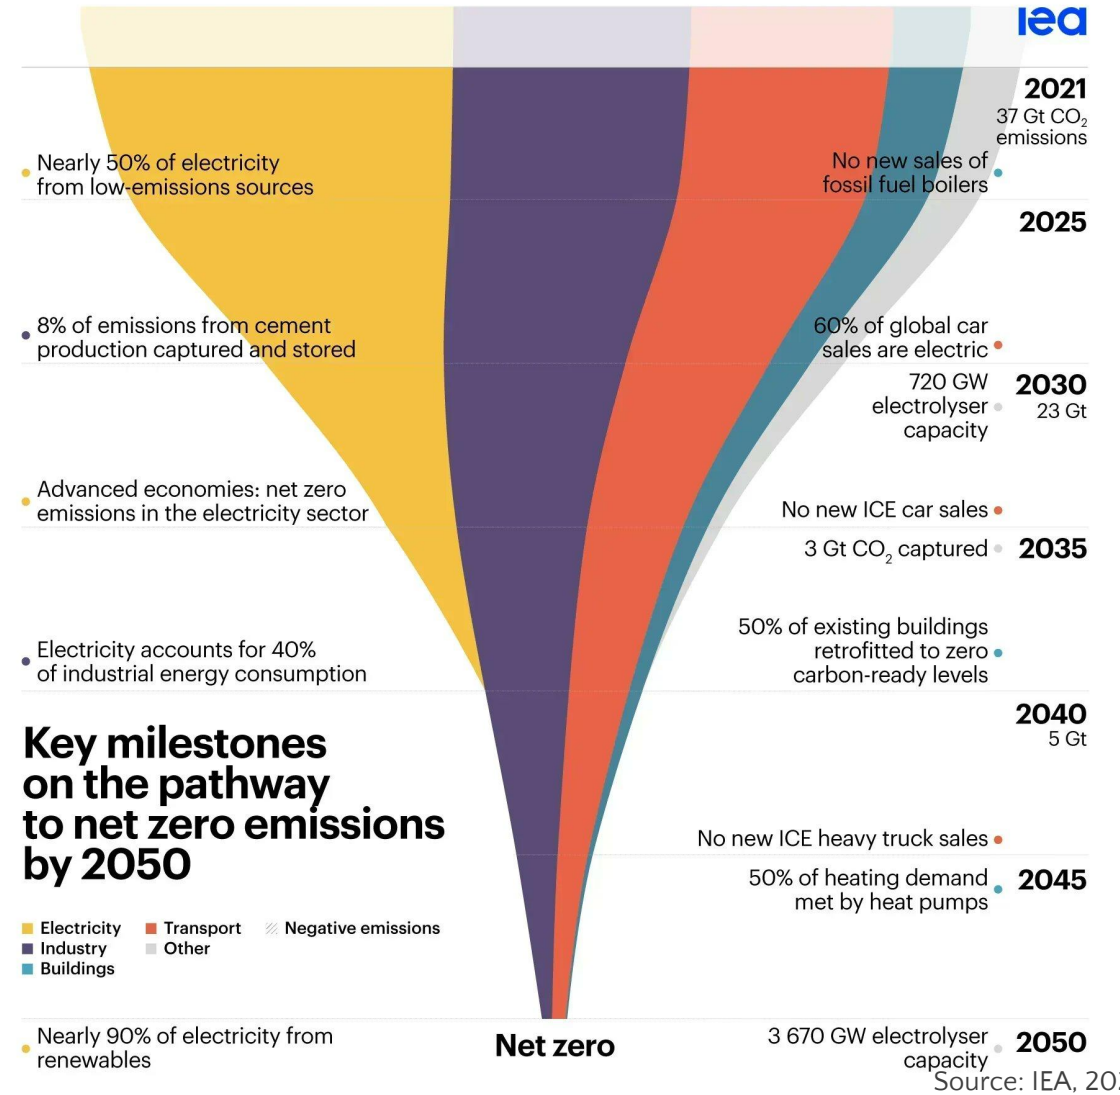 iea
2021
37 Gt CO₂
emissions
Nearly 50% of electricity
from low-emissions sources
No new sales of
fossil fuel boilers
2025
8% of emissions from cement
production captured and stored
60% of global car
sales are electric
720 GW
electrolyser
capacity
2030
23 Gt
Advanced economies: net zero
emissions in the electricity sector
No new ICE car sales
3 Gt CO₂ captured
2035
Electricity accounts for 40%
of industrial energy consumption
50% of existing buildings
retrofitted to zero
carbon-ready levels
2040
5 Gt
Key milestones
on the pathway
to net zero emissions
by 2050
No new ICE heavy truck sales
50% of heating demand
met by heat pumps
2045
Electricity
Transport
Negative emissions
Industry
Other
Buildings
Nearly 90% of electricity from
renewables
Net zero
3 670 GW electrolyser
capacity
2050
Source: IEA,